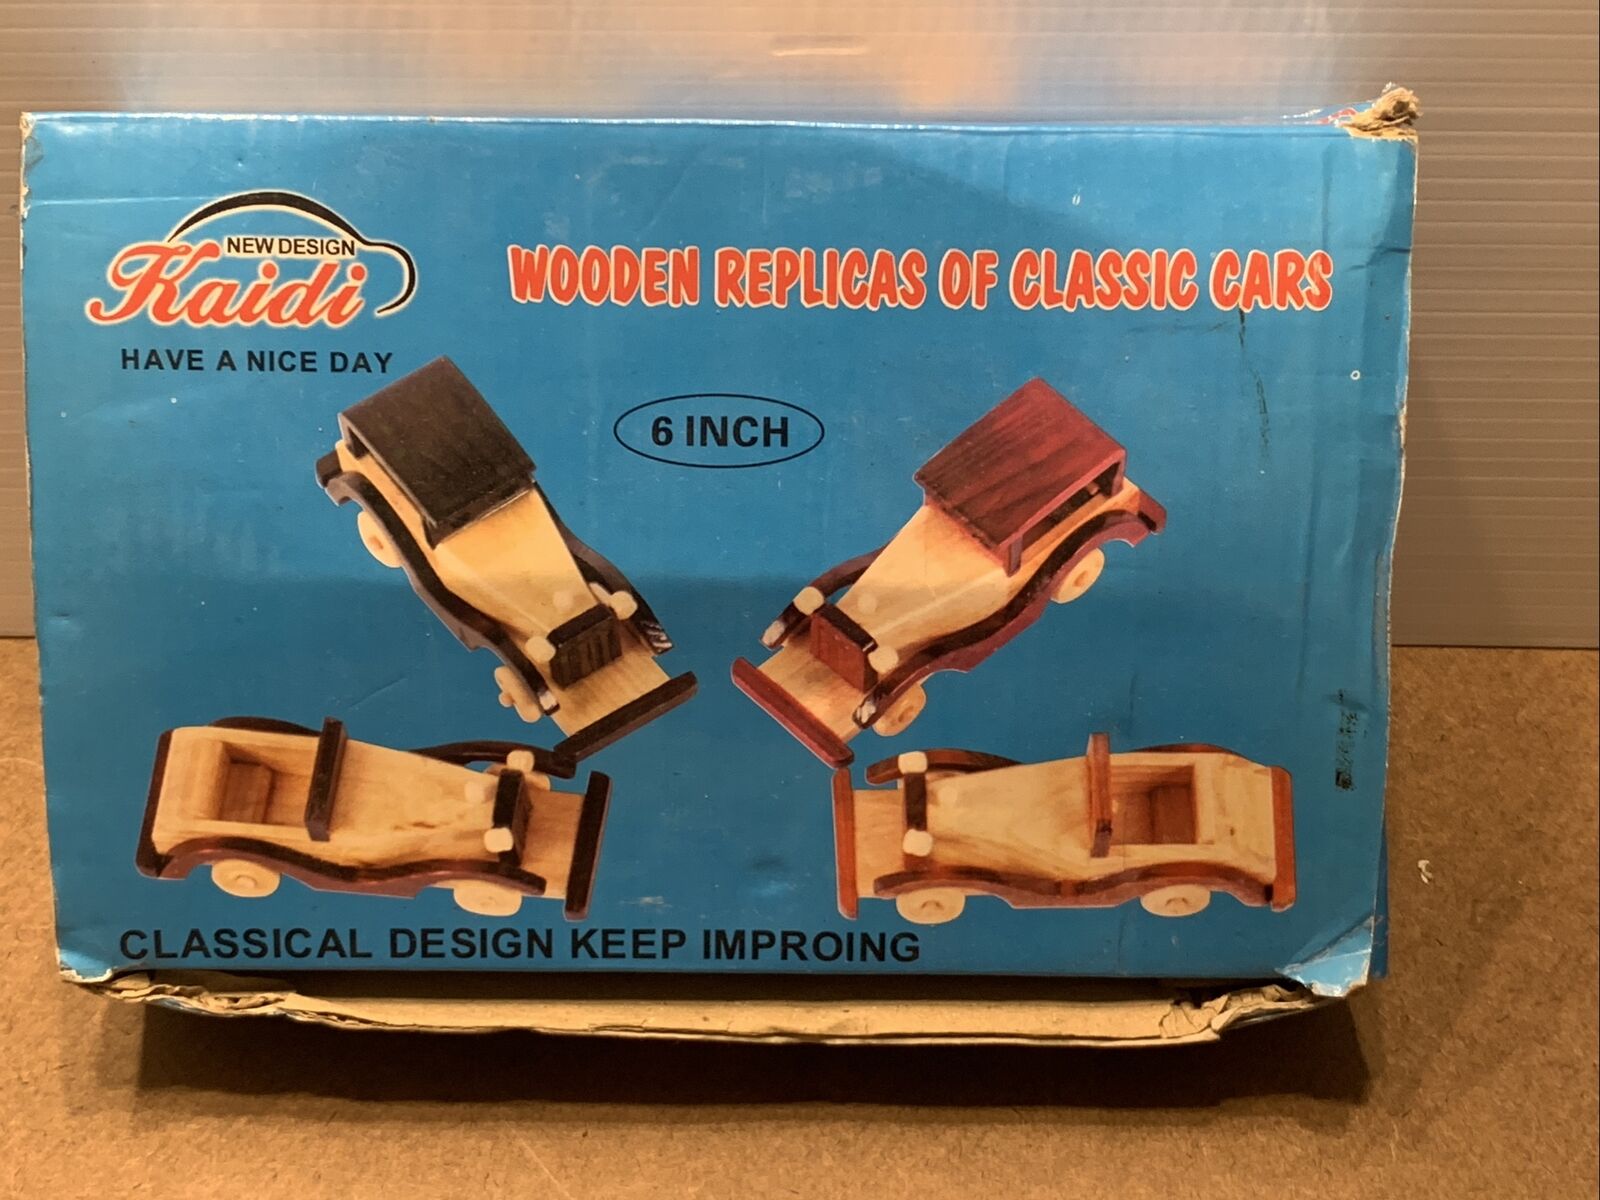 NEW DESIGN
Kaidi
HAVE A NICE DAY
WOODEN REPLICAS OF CLASSIC CARS
6 INCH
CLASSICAL DESIGN KEEP IMPROING